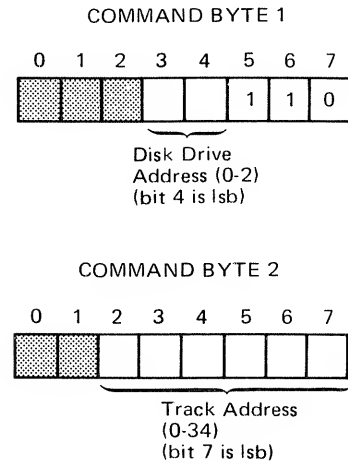 COMMAND BYTE 1
0 1 2 3 4 5 6 7
1 1 0
Disk Drive
Address (0-2)
(bit 4 is lsb)
COMMAND BYTE 2
0 1 2 3 4 5 6 7
Track Address
(0-34)
(bit 7 is lsb)